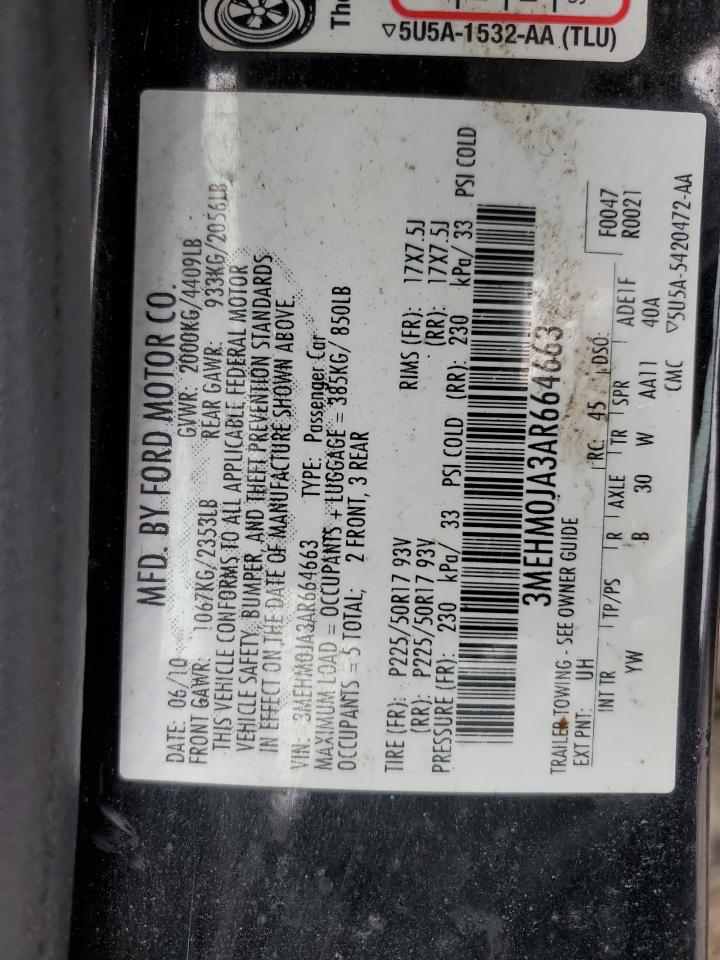 Tho
▽5U5A-1532-AA (TLU)
MFD. BY FORD MOTOR CO.
DATE: 06/10 GVWR: 2000KG/4409LB
FRONT GAWR: 1067KG/2353LB REAR GAWR: 933KG/2056LB
THIS VEHICLE CONFORMS TO ALL APPLICABLE FEDERAL MOTOR
VEHICLE SAFETY, BUMPER, AND THEFT PREVENTION STANDARDS
IN EFFECT ON THE DATE OF MANUFACTURE SHOWN ABOVE.
VIN: 3MEHM0JA3AR664663 TYPE: Passenger Car
MAXIMUM LOAD = OCCUPANTS + LUGGAGE = 385KG/ 850LB
OCCUPANTS = 5 TOTAL; 2 FRONT, 3 REAR
TIRE (FR): P225/50R17 93V RIMS (FR): 17X7.5J
(RR): P225/50R17 93V (RR): 17X7.5J
PRESSURE (FR): 230 kPa/ 33 PSI COLD (RR): 230 kPa/ 33 PSI COLD
3MEHM0JA3AR664663
TRAILER TOWING - SEE OWNER GUIDE
EXT PNT: UH RC: 45 DSO: F0047
INT TR TP/PS R AXLE TR SPR ADE1F R0021
YW B 30 W AA11 40A
CMC ▽5U5A-5420472-AA